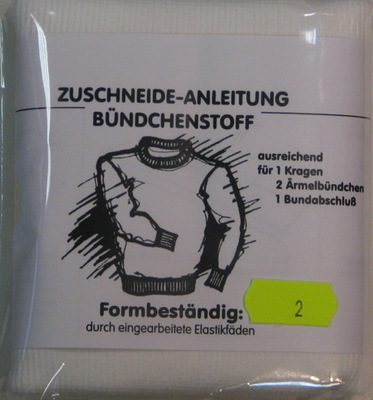 ZUSCHNEIDE-ANLEITUNG
BÜNDCHENSTOFF
ausreichend
für 1 Kragen
2 Ärmelbündchen
1 Bundabschluß
Formbeständig:
durch eingearbeitete Elastikfäden
2